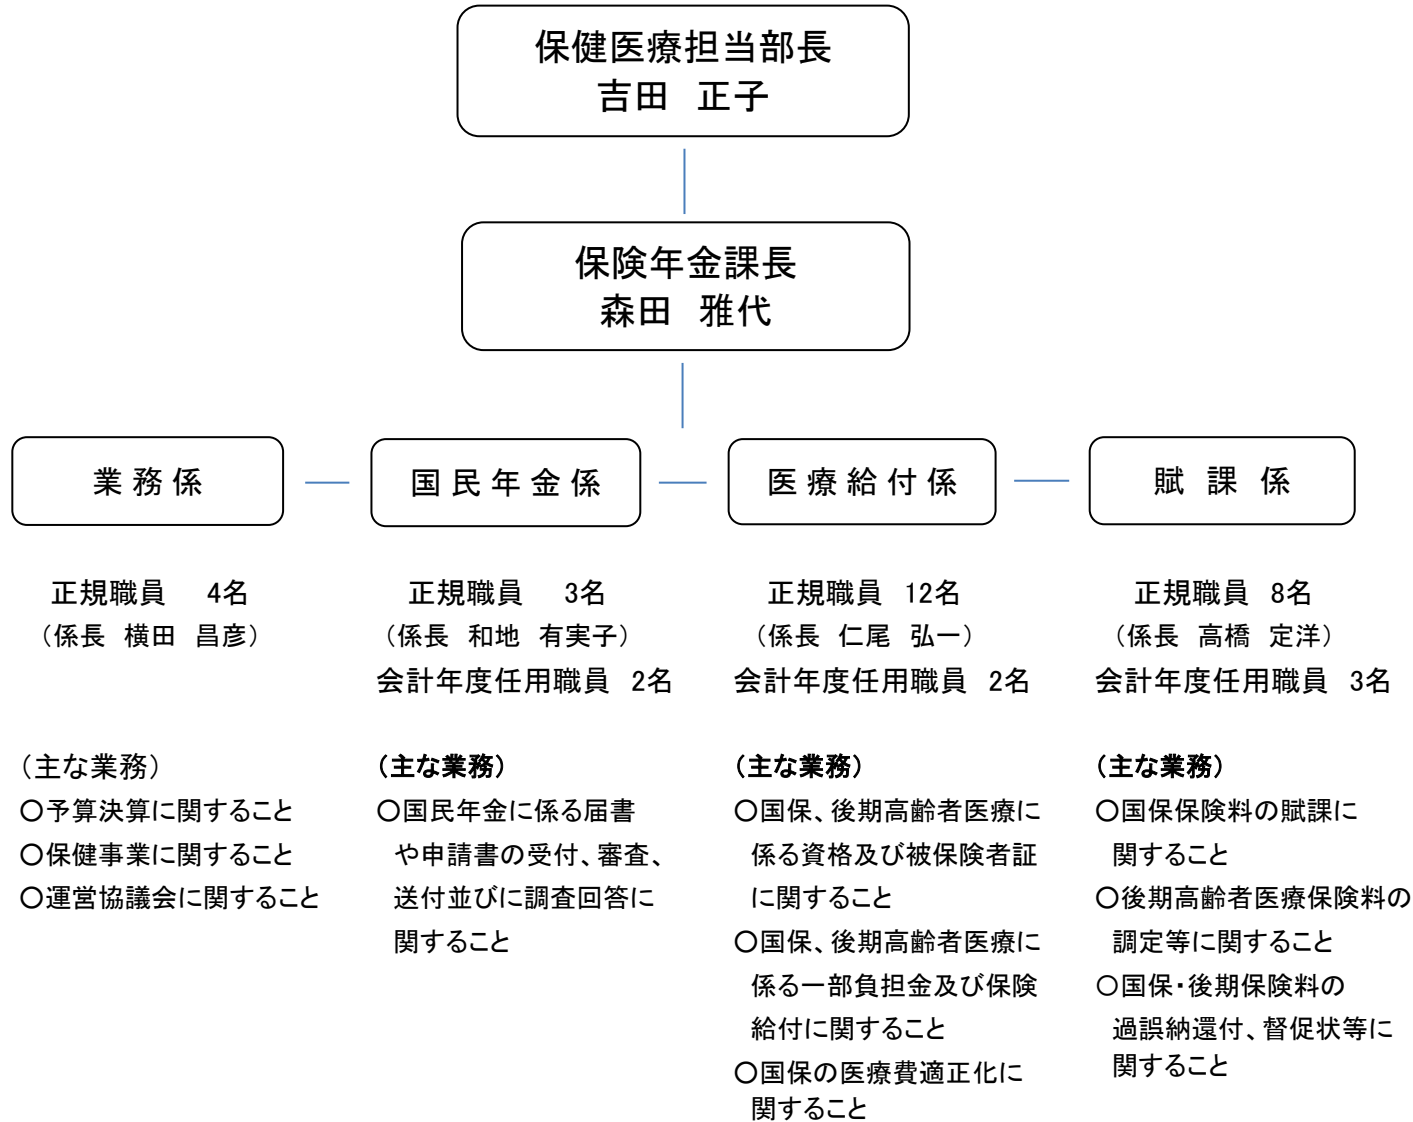 保健医療担当部長
吉田　正子
保険年金課長
森田　雅代
業務係
国民年金係
医療給付係
賦　課　係
正規職員　4名
（係長　横田　昌彦）
（主な業務）
〇予算決算に関すること
〇保健事業に関すること
〇運営協議会に関すること
正規職員　3名
（係長　和地　有実子）
会計年度任用職員　2名
（主な業務）
〇国民年金に係る届書
や申請書の受付、審査、
送付並びに調査回答に
関すること
正規職員　12名
（係長　仁尾　弘一）
会計年度任用職員　2名
（主な業務）
〇国保、後期高齢者医療に
係る資格及び被保険者証
に関すること
〇国保、後期高齢者医療に
係る一部負担金及び保険
給付に関すること
〇国保の医療費適正化に
関すること
正規職員　8名
（係長　高橋　定洋）
会計年度任用職員　3名
（主な業務）
〇国保保険料の賦課に
関すること
〇後期高齢者医療保険料の
調定等に関すること
〇国保・後期保険料の
過誤納還付、督促状等に
関すること